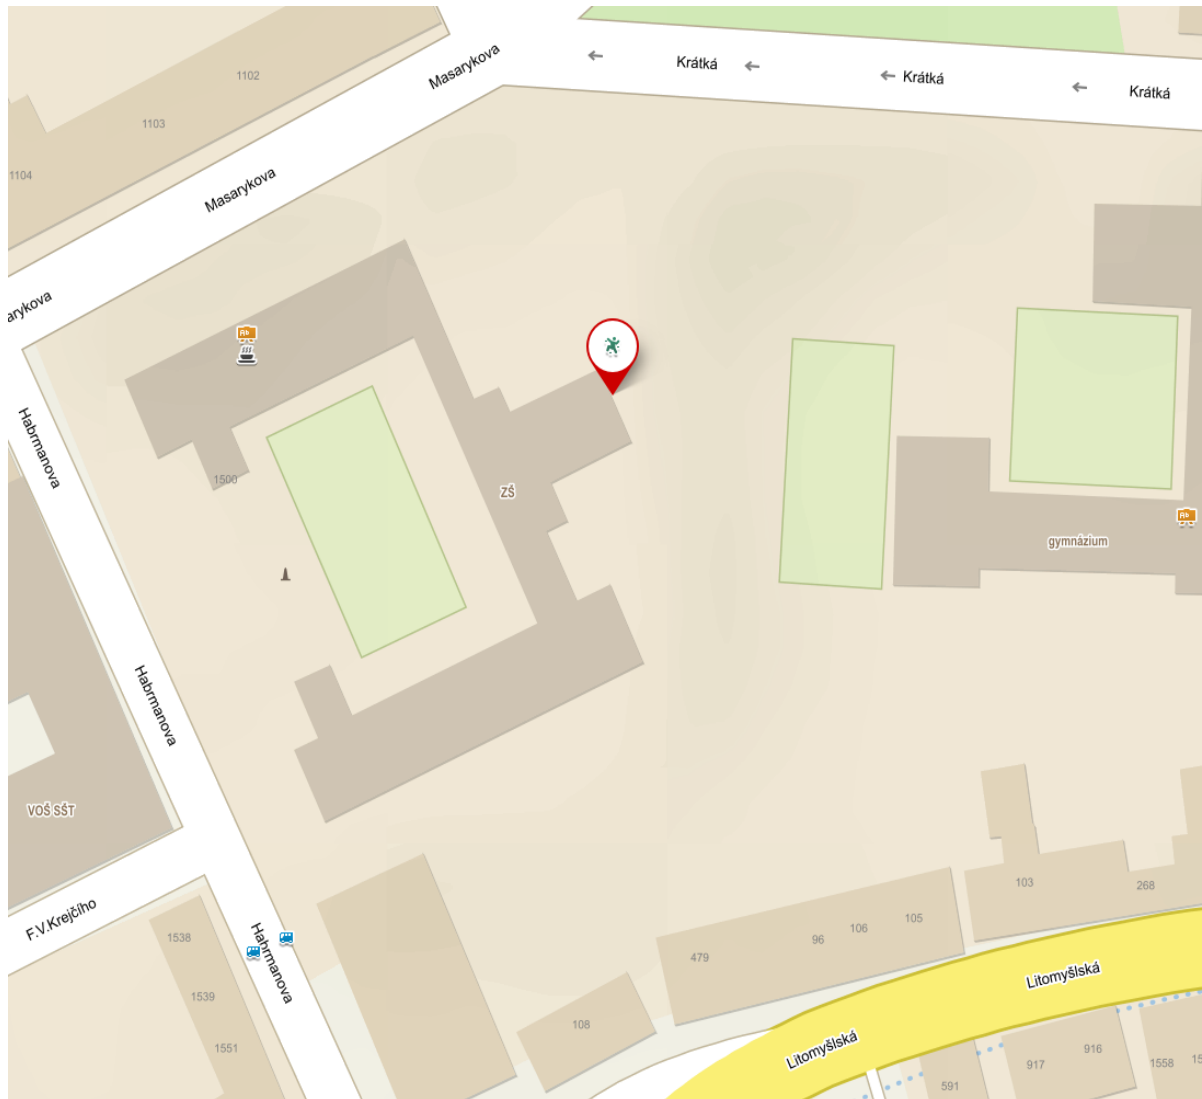 Masarykova
Krátká
Krátká
Krátká
1102
1103
1104
Masarykova
arykova
Habrmanova
1500
ZŠ
gymnázium
Habrmanova
VOŠ SŠT
F.V.Krejčího
Habrmanova
1538
1539
1551
108
479
96
106
105
103
268
Litomyšlská
Litomyšlská
591
917
916
1558